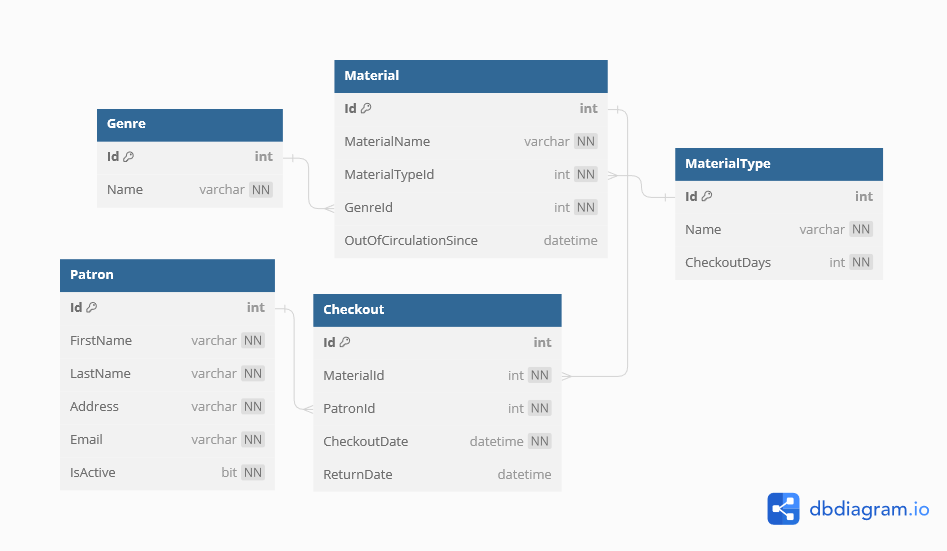 Material
Id int
MaterialName varchar NN
MaterialTypeId int NN
GenreId int NN
OutOfCirculationSince datetime
Genre
Id int
Name varchar NN
MaterialType
Id int
Name varchar NN
CheckoutDays int NN
Patron
Id int
FirstName varchar NN
LastName varchar NN
Address varchar NN
Email varchar NN
IsActive bit NN
Checkout
Id int
MaterialId int NN
PatronId int NN
CheckoutDate datetime NN
ReturnDate datetime
dbdiagram.io